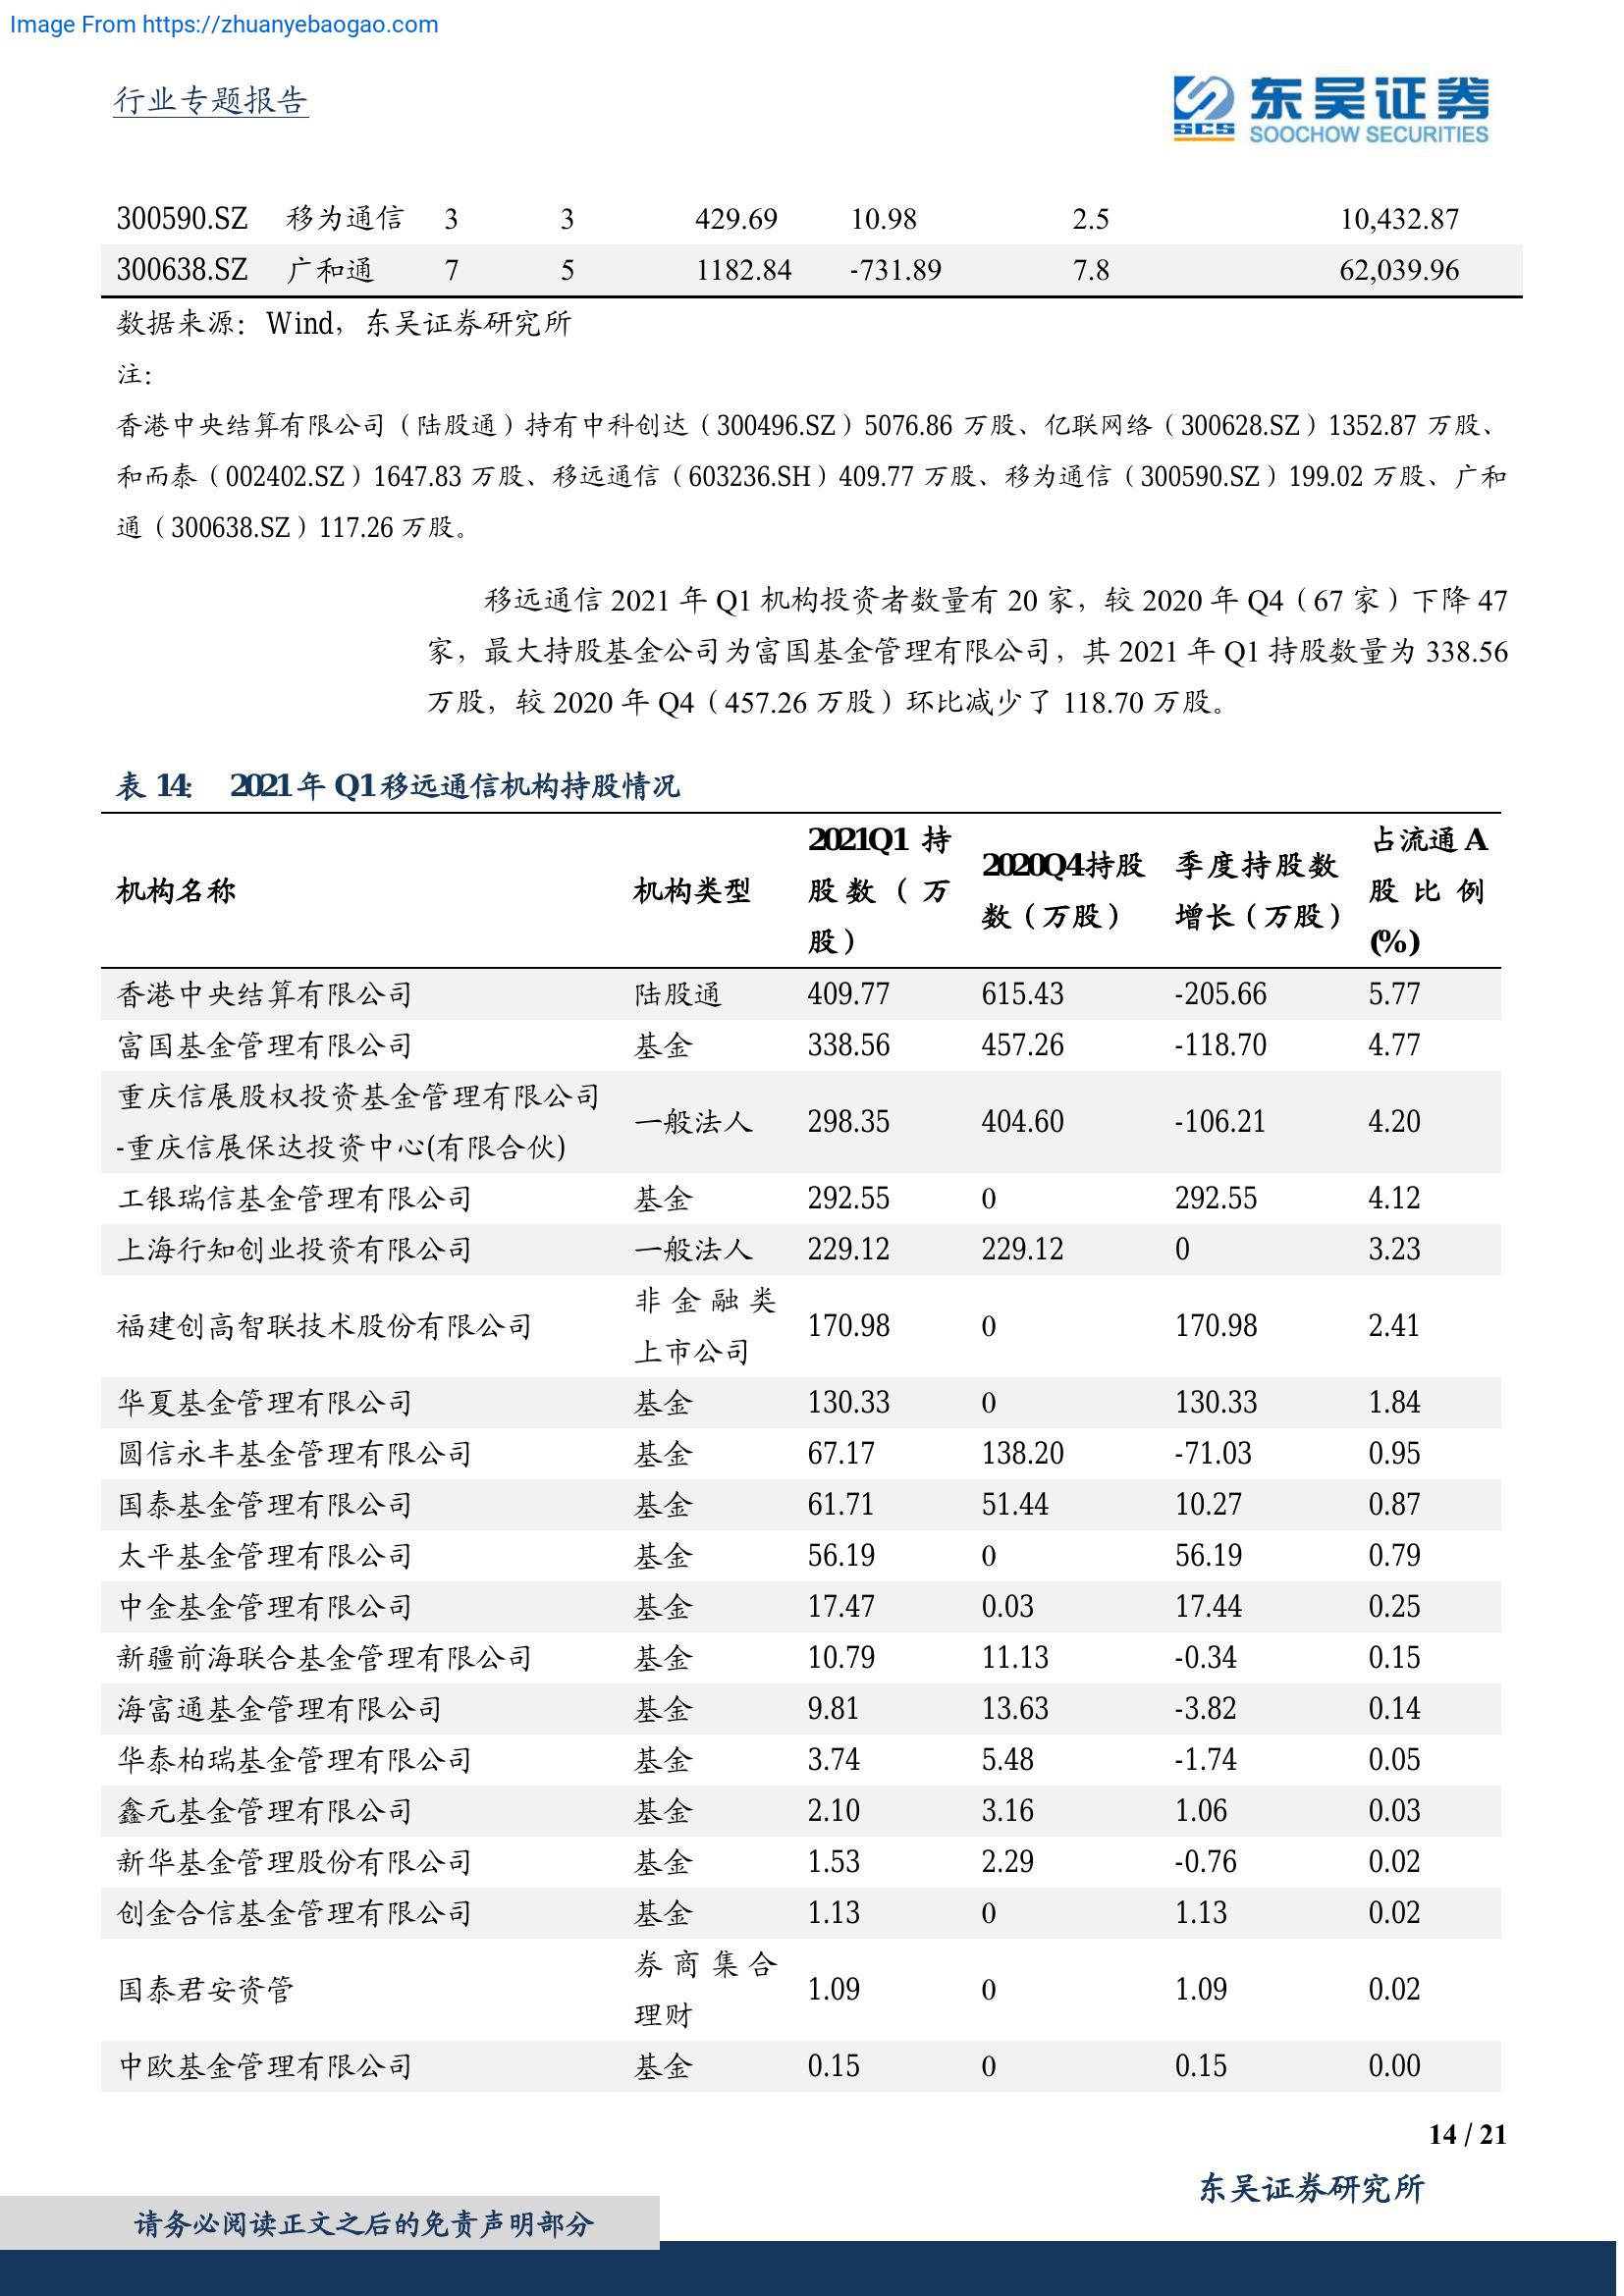 Image From https://zhuanyebaogao.com
行业专题报告
东吴证券
SCS
SOOCHOW SECURITIES
300590.SZ 移为通信 3 3 429.69 10.98 2.5 10,432.87
300638.SZ 广和通 7 5 1182.84 -731.89 7.8 62,039.96
数据来源：Wind，东吴证券研究所
注：
香港中央结算有限公司（陆股通）持有中科创达（300496.SZ）5076.86 万股、亿联网络（300628.SZ）1352.87 万股、
和而泰（002402.SZ）1647.83 万股、移远通信（603236.SH）409.77 万股、移为通信（300590.SZ）199.02 万股、广和
通（300638.SZ）117.26 万股。
移远通信 2021 年 Q1 机构投资者数量有 20 家，较 2020 年 Q4（67 家）下降 47
家，最大持股基金公司为富国基金管理有限公司，其 2021 年 Q1 持股数量为 338.56
万股，较 2020 年 Q4（457.26 万股）环比减少了 118.70 万股。
表 14： 2021 年 Q1 移远通信机构持股情况
机构名称 机构类型 2021Q1 持股数（万股） 2020Q4持股数（万股） 季度持股数增长（万股） 占流通 A 股比例(%)
香港中央结算有限公司 陆股通 409.77 615.43 -205.66 5.77
富国基金管理有限公司 基金 338.56 457.26 -118.70 4.77
重庆信展股权投资基金管理有限公司
-重庆信展保达投资中心(有限合伙) 一般法人 298.35 404.60 -106.21 4.20
工银瑞信基金管理有限公司 基金 292.55 0 292.55 4.12
上海行知创业投资有限公司 一般法人 229.12 229.12 0 3.23
福建创高智联技术股份有限公司 非金融类上市公司 170.98 0 170.98 2.41
华夏基金管理有限公司 基金 130.33 0 130.33 1.84
圆信永丰基金管理有限公司 基金 67.17 138.20 -71.03 0.95
国泰基金管理有限公司 基金 61.71 51.44 10.27 0.87
太平基金管理有限公司 基金 56.19 0 56.19 0.79
中金基金管理有限公司 基金 17.47 0.03 17.44 0.25
新疆前海联合基金管理有限公司 基金 10.79 11.13 -0.34 0.15
海富通基金管理有限公司 基金 9.81 13.63 -3.82 0.14
华泰柏瑞基金管理有限公司 基金 3.74 5.48 -1.74 0.05
鑫元基金管理有限公司 基金 2.10 3.16 1.06 0.03
新华基金管理股份有限公司 基金 1.53 2.29 -0.76 0.02
创金合信基金管理有限公司 基金 1.13 0 1.13 0.02
国泰君安资管 券商集合理财 1.09 0 1.09 0.02
中欧基金管理有限公司 基金 0.15 0 0.15 0.00
14 / 21
东吴证券研究所
请务必阅读正文之后的免责声明部分